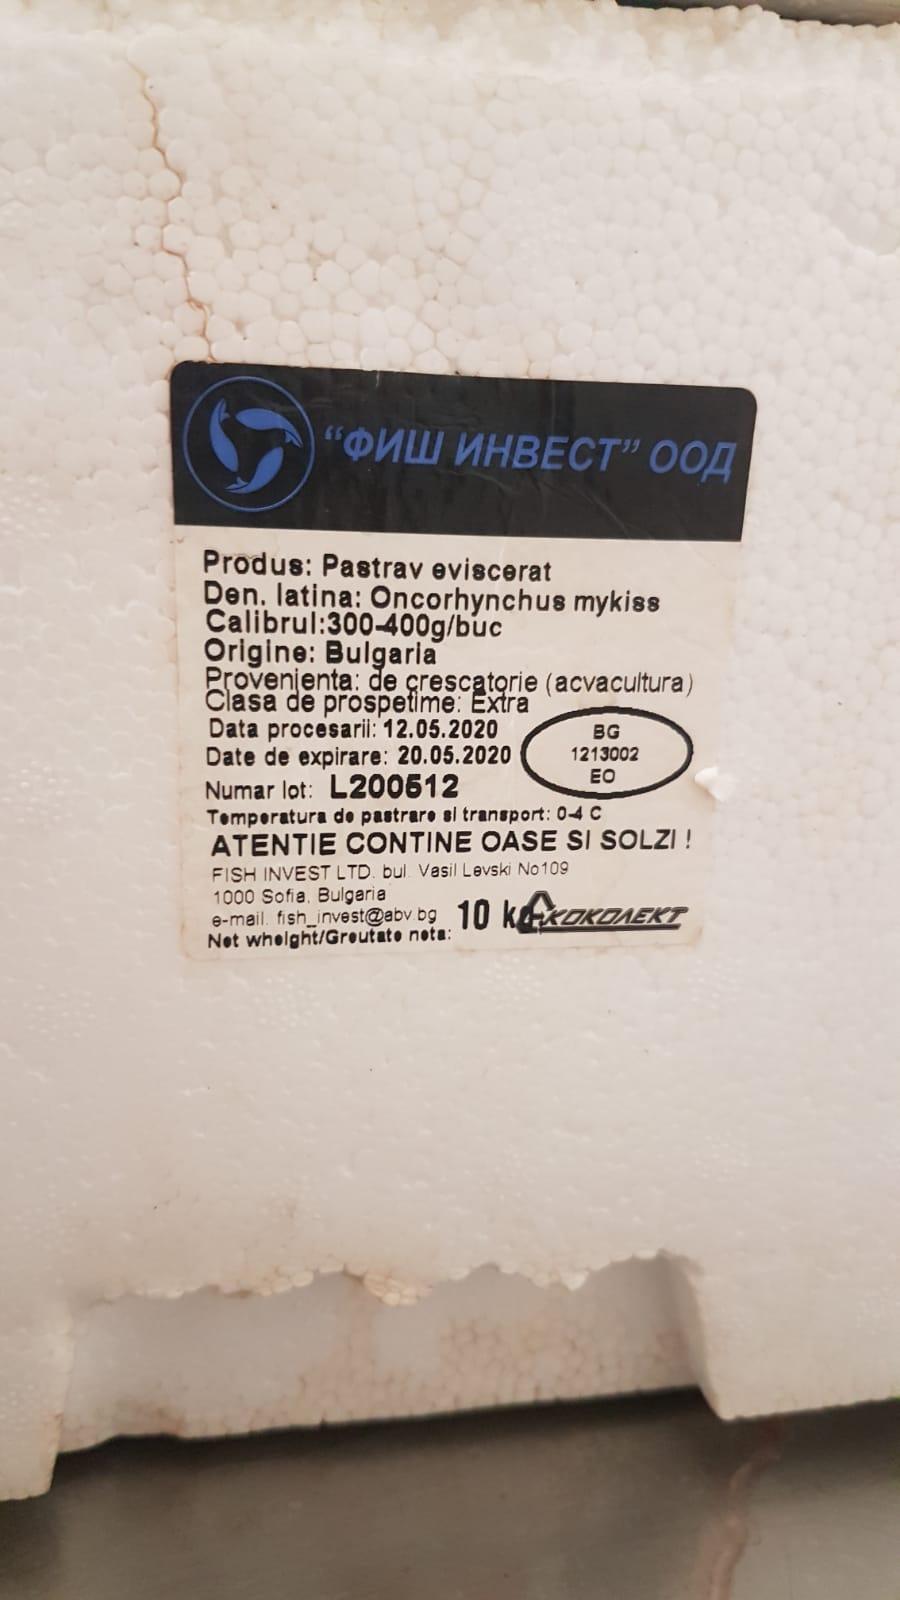 “ФИШ ИНВЕСТ” ООД
Produs: Pastrav eviscerat
Den. latina: Oncorhynchus mykiss
Calibrul:300-400g/buc
Origine: Bulgaria
Provenienta: de crescatorie (acvacultura)
Clasa de prospetime: Extra
Data procesarii: 12.05.2020
Date de expirare: 20.05.2020
BG
1213002
EO
Numar lot: L200512
Temperatura de pastrare si transport: 0-4 C
ATENTIE CONTINE OASE SI SOLZI !
FISH INVEST LTD. bul. Vasil Levski No109
1000 Sofia, Bulgaria
e-mail. fish_invest@abv.bg
Net wheight/Greutate neta: 10 kg